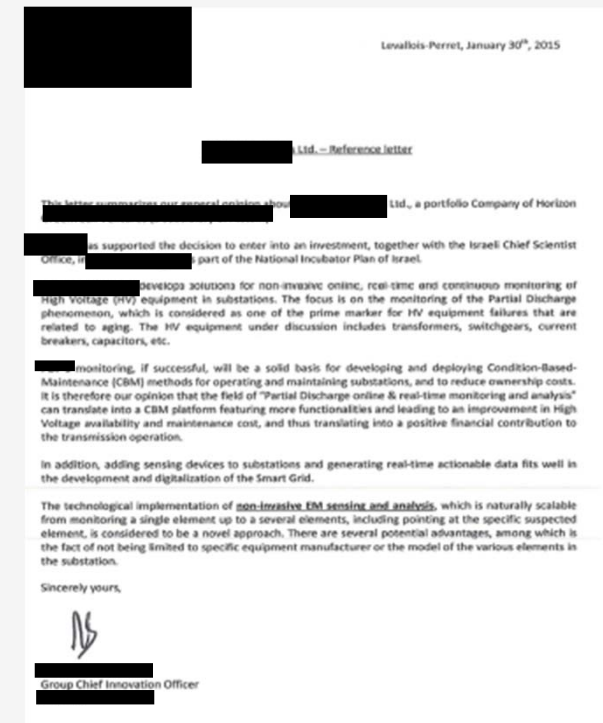 Levallois-Perret, January 30th, 2015
Ltd. – Reference letter
This letter summarizes our general opinion about Ltd., a portfolio Company of Horizon
as supported the decision to enter into an investment, together with the Israeli Chief Scientist
Office, in s part of the National Incubator Plan of Israel.
develops solutions for non-invasive online, real-time and continuous monitoring of
High Voltage (HV) equipment in substations. The focus is on the monitoring of the Partial Discharge
phenomenon, which is considered as one of the prime marker for HV equipment failures that are
related to aging. The HV equipment under discussion includes transformers, switchgears, current
breakers, capacitors, etc.
monitoring, if successful, will be a solid basis for developing and deploying Condition-Based-
Maintenance (CBM) methods for operating and maintaining substations, and to reduce ownership costs.
It is therefore our opinion that the field of "Partial Discharge online & real-time monitoring and analysis"
can translate into a CBM platform featuring more functionalities and leading to an improvement in High
Voltage availability and maintenance cost, and thus translating into a positive financial contribution to
the transmission operation.
In addition, adding sensing devices to substations and generating real-time actionable data fits well in
the development and digitalization of the Smart Grid.
The technological implementation of non-invasive EM sensing and analysis, which is naturally scalable
from monitoring a single element up to a several elements, including pointing at the specific suspected
element, is considered to be a novel approach. There are several potential advantages, among which is
the fact of not being limited to specific equipment manufacturer or the model of the various elements in
the substation.
Sincerely yours,
Group Chief Innovation Officer